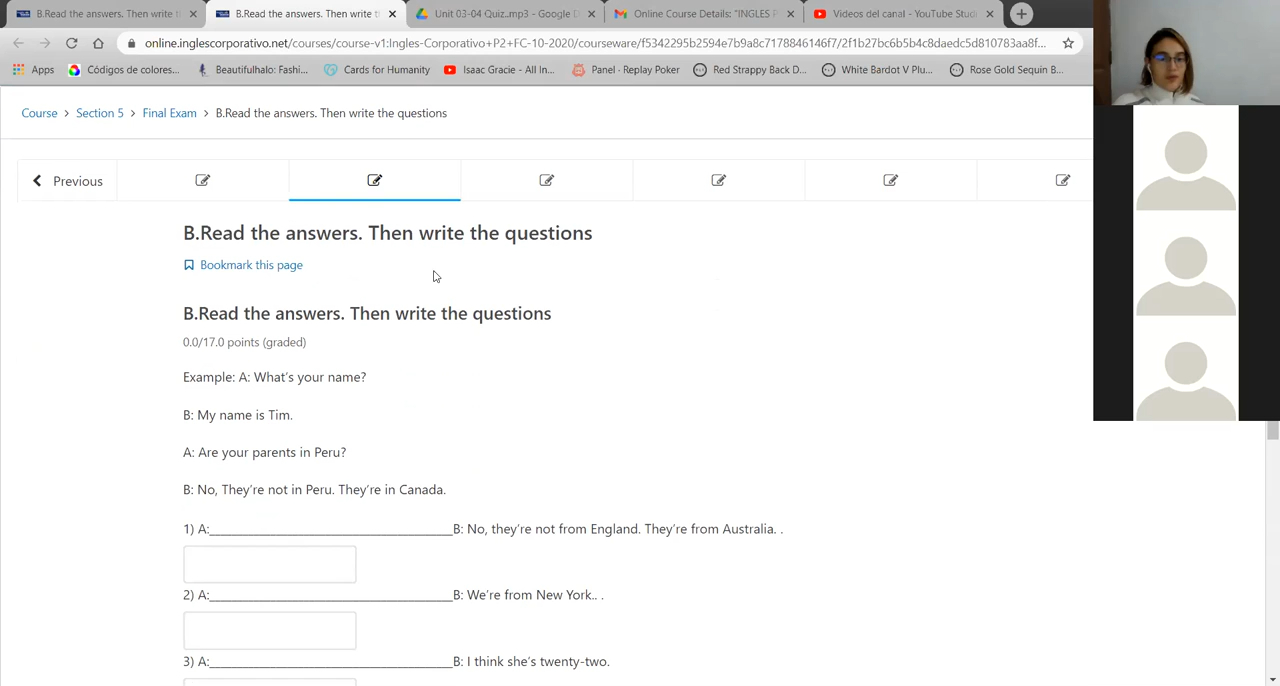 B.Read the answers. Then write t
B.Read the answers. Then write t
Unit 03-04 Quiz..mp3 - Google D
Online Course Details: "INGLES P
Videos del canal - YouTube Stud
online.inglescorporativo.net/courses/course-v1:Ingles-Corporativo+P2+FC-10-2020/courseware/f5342295b2594e7b9a8c7178846146f7/2f1b27bc6b5b4c8daedc5d810783aa8f...
Apps
Códigos de colores...
Beautifulhalo: Fashi...
Cards for Humanity
Isaac Gracie - All In...
Panel · Replay Poker
Red Strappy Back D...
White Bardot V Plu...
Rose Gold Sequin B...
Course > Section 5 > Final Exam > B.Read the answers. Then write the questions
Previous
B.Read the answers. Then write the questions
Bookmark this page
B.Read the answers. Then write the questions
0.0/17.0 points (graded)
Example: A: What's your name?
B: My name is Tim.
A: Are your parents in Peru?
B: No, They're not in Peru. They're in Canada.
1) A:_________________________________B: No, they're not from England. They're from Australia. .
2) A:_________________________________B: We're from New York.. .
3) A:_________________________________B: I think she's twenty-two.